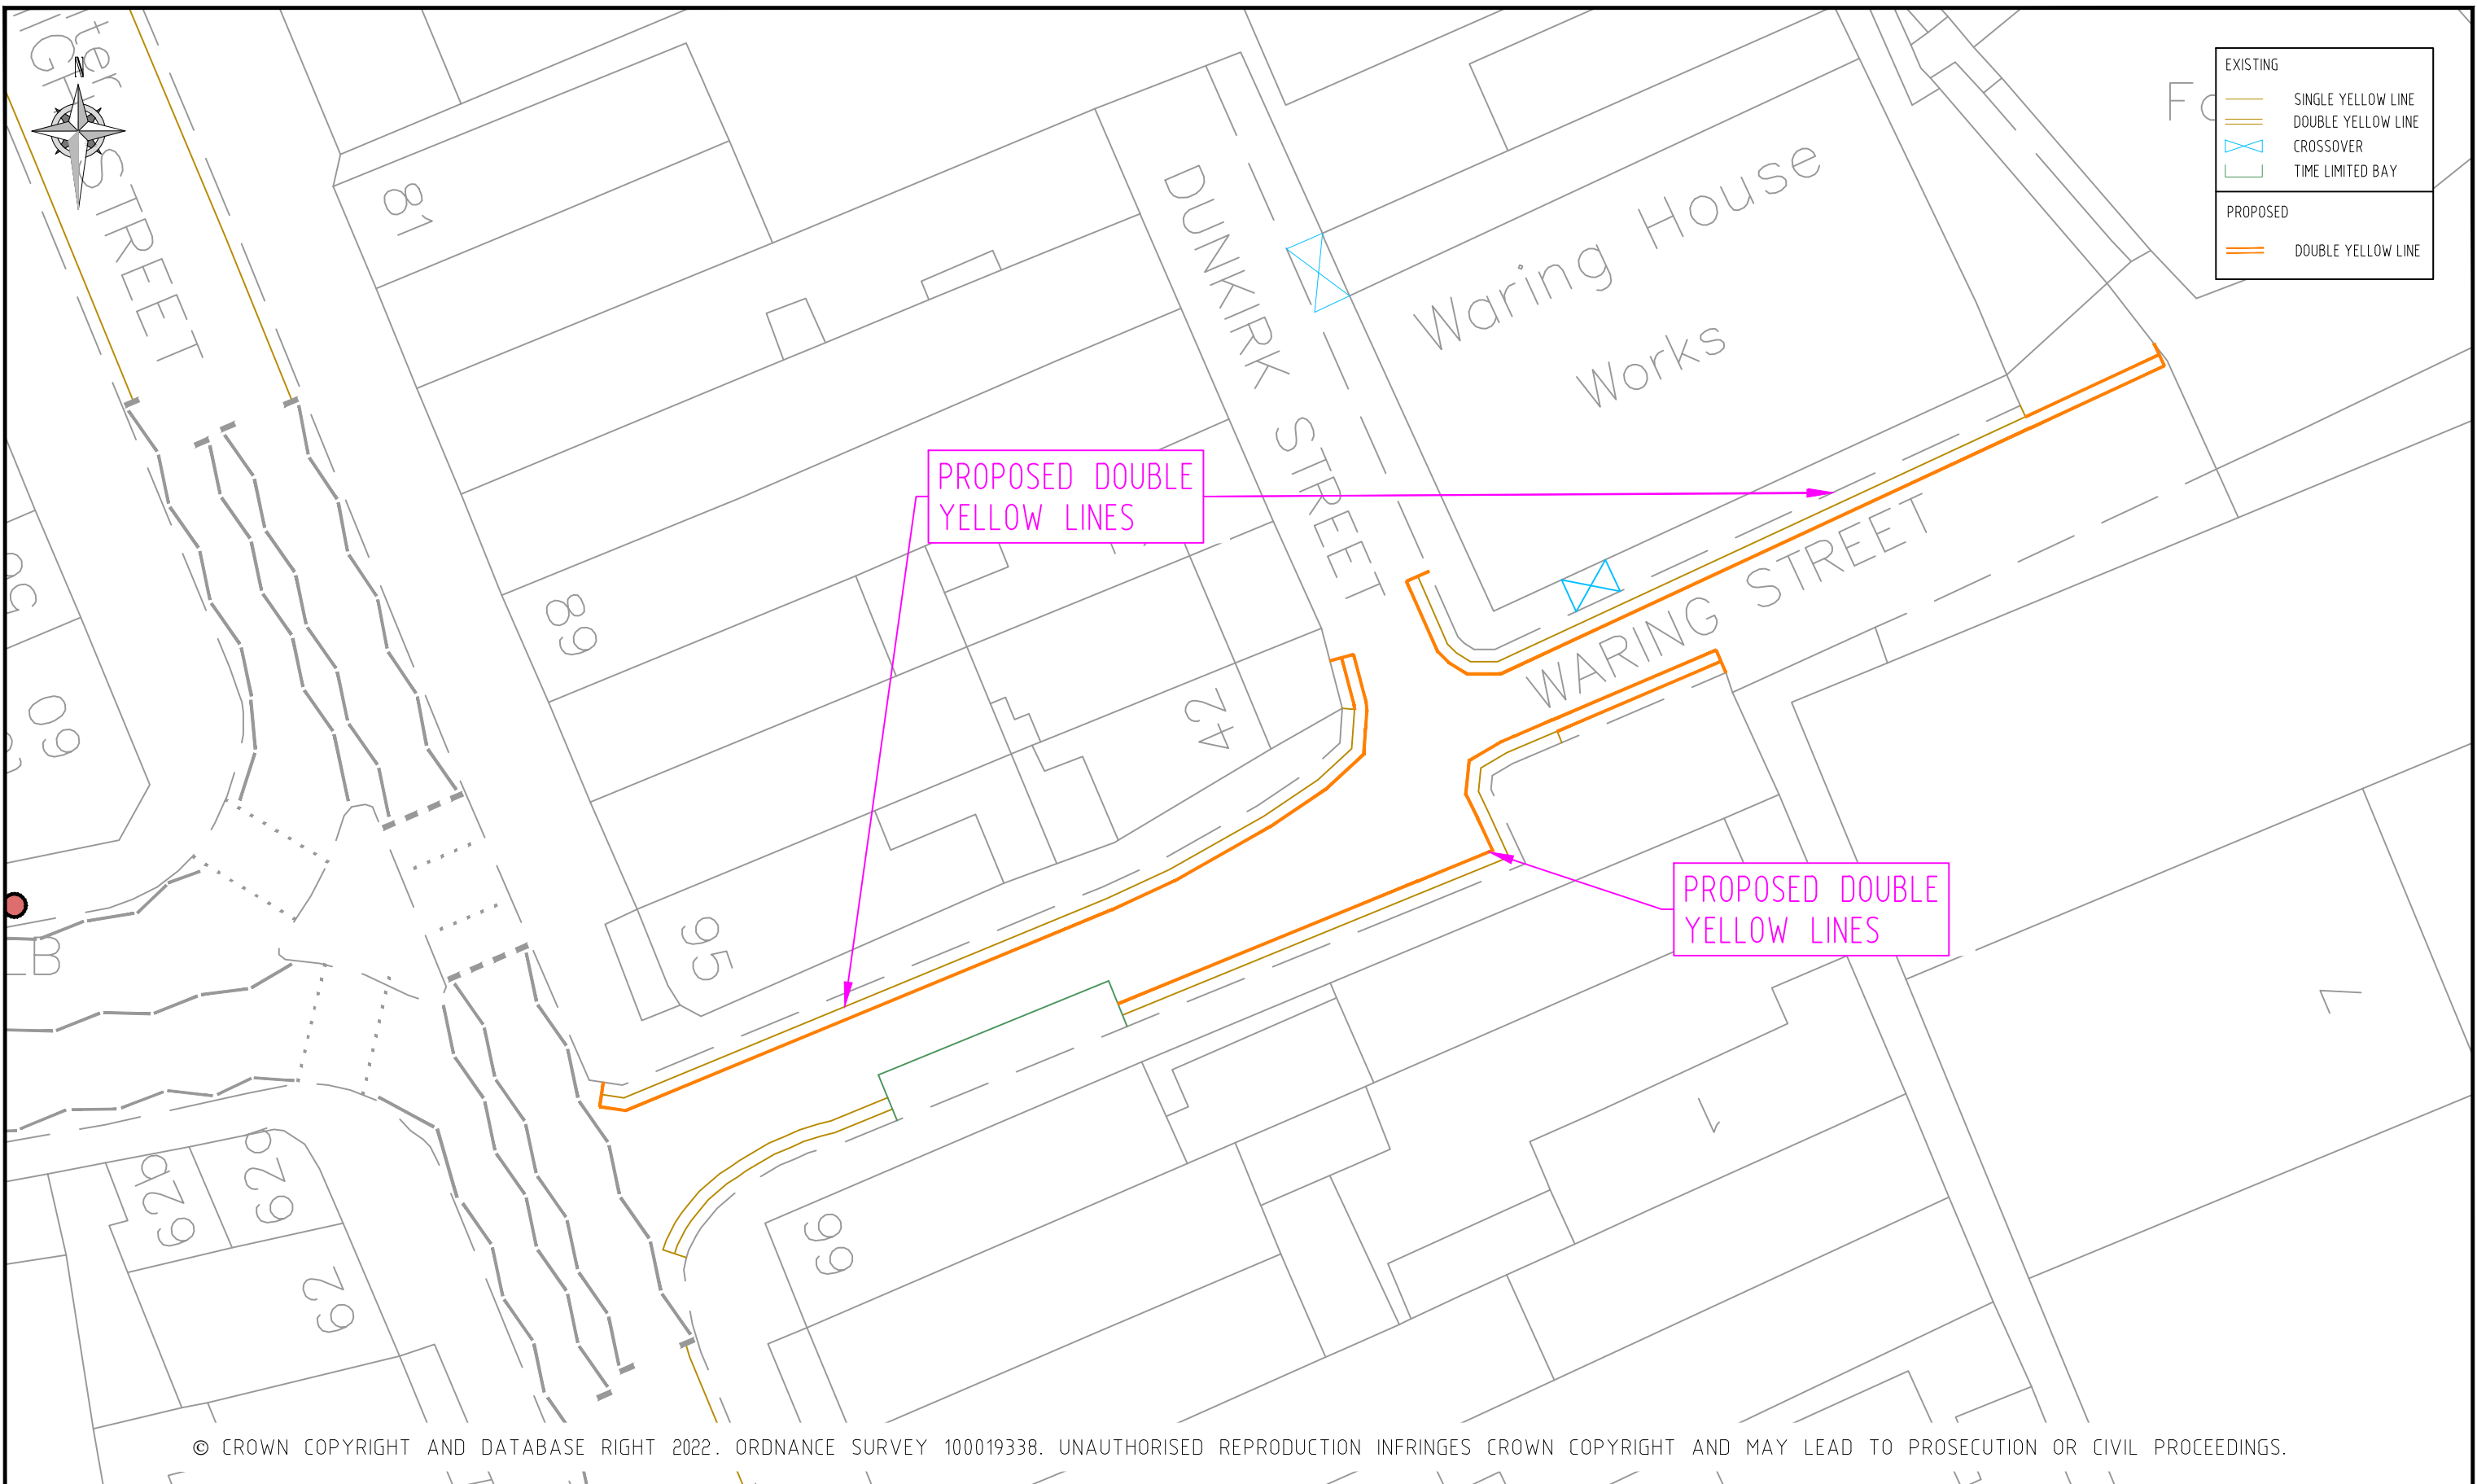 N
STREET
EXISTING
SINGLE YELLOW LINE
DOUBLE YELLOW LINE
CROSSOVER
TIME LIMITED BAY
PROPOSED
DOUBLE YELLOW LINE
81
DUNKIRK STREET
Waring House
Works
PROPOSED DOUBLE
YELLOW LINES
89
WARING STREET
60
42
PROPOSED DOUBLE
YELLOW LINES
95
B
1
7
62a
62b
62
99
© CROWN COPYRIGHT AND DATABASE RIGHT 2022. ORDNANCE SURVEY 100019338. UNAUTHORISED REPRODUCTION INFRINGES CROWN COPYRIGHT AND MAY LEAD TO PROSECUTION OR CIVIL PROCEEDINGS.